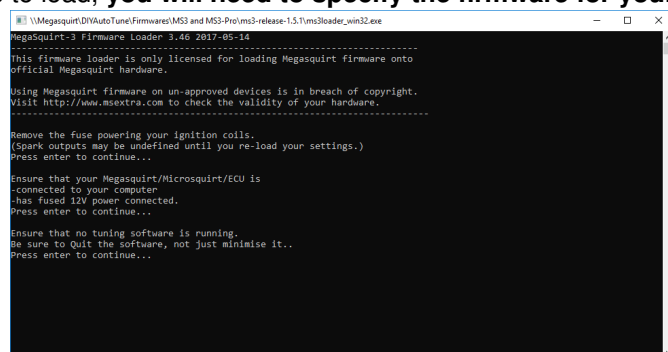 to load, you will need to specify the firmware for your
\\Megasquirt\DIYAutoTune\Firmwares\MS3 and MS3-Pro\ms3-release-1.5.1\ms3loader_win32.exe
MegaSquirt-3 Firmware Loader 3.46 2017-05-14
-------------------------------------------------------------
This firmware loader is only licensed for loading Megasquirt firmware onto
official Megasquirt hardware.

Using Megasquirt firmware on un-approved devices is in breach of copyright.
Visit http://www.msextra.com to check the validity of your hardware.
---------------------------------------------------------------

Remove the fuse powering your ignition coils.
(Spark outputs may be undefined until you re-load your settings.)
Press enter to continue...

Ensure that your Megasquirt/Microsquirt/ECU is
-connected to your computer
-has fused 12V power connected.
Press enter to continue...

Ensure that no tuning software is running.
Be sure to Quit the software, not just minimise it..
Press enter to continue...